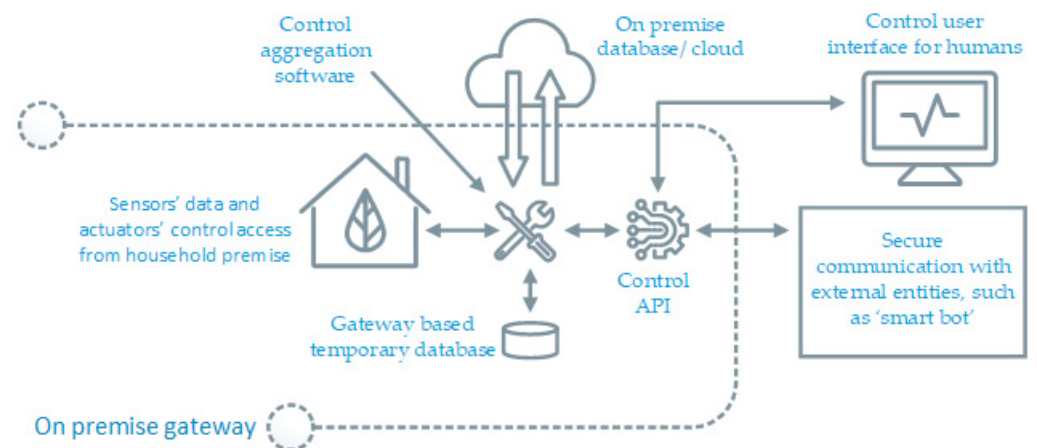 Control
aggregation
software
On premise
database/ cloud
Control user
interface for humans
Sensors' data and
actuators' control access
from household premise
Control
API
Secure
communication with
external entities, such
as 'smart bot'
Gateway based
temporary database
On premise gateway